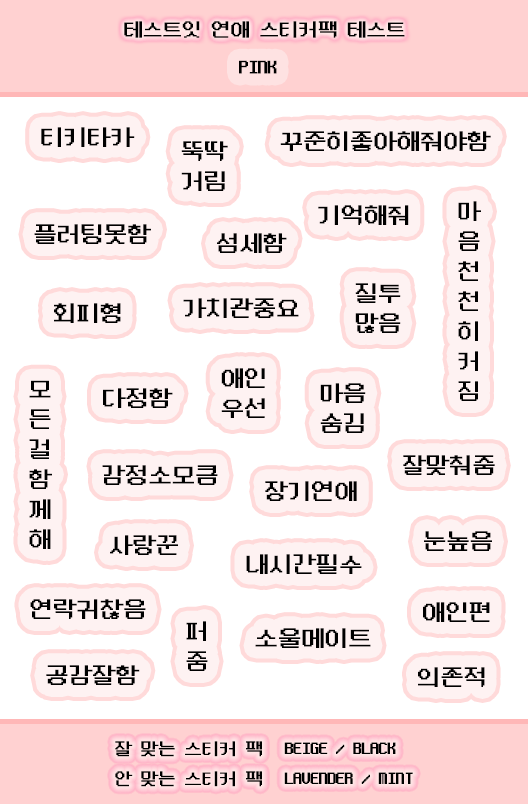 테스트잇 연애 스티커팩 테스트
PINK
티키타카
뚝딱
거림
꾸준히좋아해줘야함
기억해줘
마
음
천
천
히
커
짐
플러팅못함
섬세함
회피형
가치관중요
질투
많음
모
든
걸
함
께
해
다정함
애인
우선
마음
숨김
감정소모큼
장기연애
잘맞춰줌
사랑꾼
내시간필수
눈높음
연락귀찮음
퍼
줌
소울메이트
애인편
공감잘함
의존적
잘 맞는 스티커 팩 BEIGE / BLACK
안 맞는 스티커 팩 LAVENDER / MINT